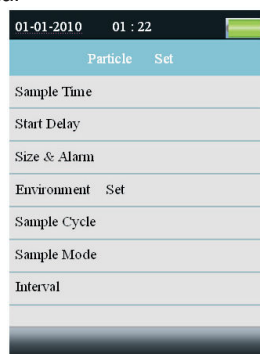 01-01-2010 01 : 22
Particle Set
Sample Time
Start Delay
Size & Alarm
Environment Set
Sample Cycle
Sample Mode
Interval